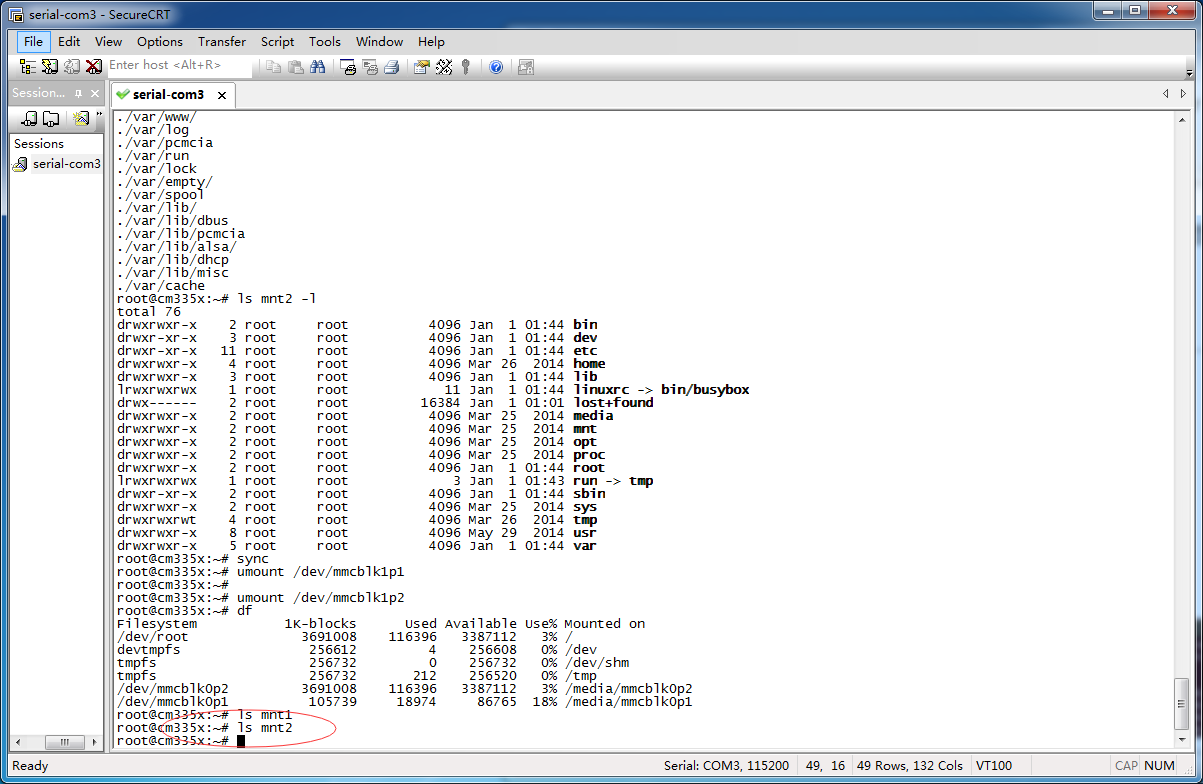 serial-com3 - SecureCRT
File Edit View Options Transfer Script Tools Window Help
Enter host <Alt+R>
Session...
serial-com3
Sessions
serial-com3
./var/www/
./var/log
./var/pcmcia
./var/run
./var/lock
./var/empty/
./var/spool
./var/lib/
./var/lib/dbus
./var/lib/pcmcia
./var/lib/alsa/
./var/lib/dhcp
./var/lib/misc
./var/cache
root@cm335x:~# ls mnt2 -l
total 76
drwxrwxr-x 2 root root 4096 Jan 1 01:44 bin
drwxr-xr-x 3 root root 4096 Jan 1 01:44 dev
drwxr-xr-x 11 root root 4096 Jan 1 01:44 etc
drwxrwxr-x 4 root root 4096 Mar 26 2014 home
drwxrwxr-x 3 root root 4096 Jan 1 01:44 lib
lrwxrwxrwx 1 root root 11 Jan 1 01:44 linuxrc -> bin/busybox
drwx------ 2 root root 16384 Jan 1 01:01 lost+found
drwxrwxr-x 2 root root 4096 Mar 25 2014 media
drwxrwxr-x 2 root root 4096 Mar 25 2014 mnt
drwxrwxr-x 2 root root 4096 Mar 25 2014 opt
drwxrwxr-x 2 root root 4096 Mar 25 2014 proc
drwxrwxr-x 2 root root 4096 Jan 1 01:44 root
lrwxrwxrwx 1 root root 3 Jan 1 01:43 run -> tmp
drwxr-xr-x 2 root root 4096 Jan 1 01:44 sbin
drwxrwxr-x 2 root root 4096 Mar 25 2014 sys
drwxrwxrwt 4 root root 4096 Mar 26 2014 tmp
drwxrwxr-x 8 root root 4096 May 29 2014 usr
drwxrwxr-x 5 root root 4096 Jan 1 01:44 var
root@cm335x:~# sync
root@cm335x:~# umount /dev/mmcblk1p1
root@cm335x:~#
root@cm335x:~# umount /dev/mmcblk1p2
root@cm335x:~# df
Filesystem 1K-blocks Used Available Use% Mounted on
/dev/root 3691008 116396 3387112 3% /
devtmpfs 256612 4 256608 0% /dev
tmpfs 256732 0 256732 0% /dev/shm
tmpfs 256732 212 256520 0% /tmp
/dev/mmcblk0p2 3691008 116396 3387112 3% /media/mmcblk0p2
/dev/mmcblk0p1 105739 18974 86765 18% /media/mmcblk0p1
root@cm335x:~# ls mnt1
root@cm335x:~# ls mnt2
root@cm335x:~#
Ready Serial: COM3, 115200 49, 16 49 Rows, 132 Cols VT100 CAP NUM